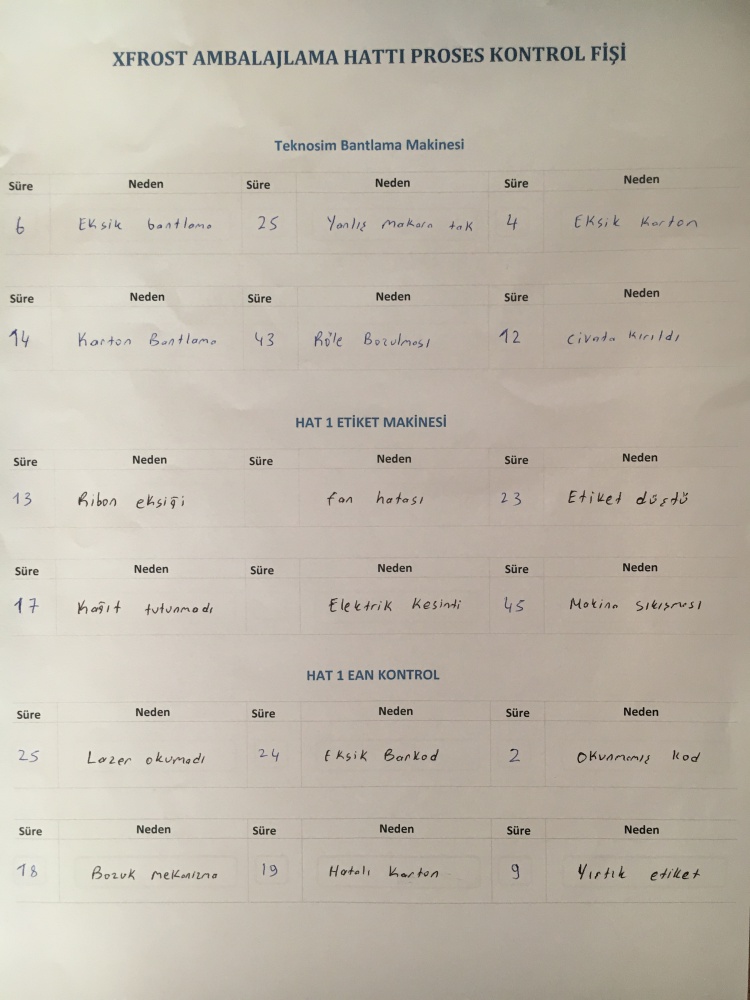 XFROST AMBALAJLAMA HATTI PROSES KONTROL FİŞİ
Teknosim Bantlama Makinesi
Süre Neden Süre Neden Süre Neden
6 Eksik bantlama 25 Yanlış makara tak 4 Eksik Karton
Süre Neden Süre Neden Süre Neden
14 Karton Bantlama 43 Röle Bozulması 12 Civata Kırıldı
HAT 1 ETİKET MAKİNESİ
Süre Neden Süre Neden Süre Neden
13 Ribon eksiği fan hatası 23 Etiket düştü
Süre Neden Süre Neden Süre Neden
17 Kağıt tutunmadı Elektrik Kesinti 45 Makina sıkışması
HAT 1 EAN KONTROL
Süre Neden Süre Neden Süre Neden
25 Lazer okumadı 24 Eksik Barkod 2 Okunmamış kod
Süre Neden Süre Neden Süre Neden
18 Bozuk mekanizma 19 Hatalı Karton 9 Yırtık etiket